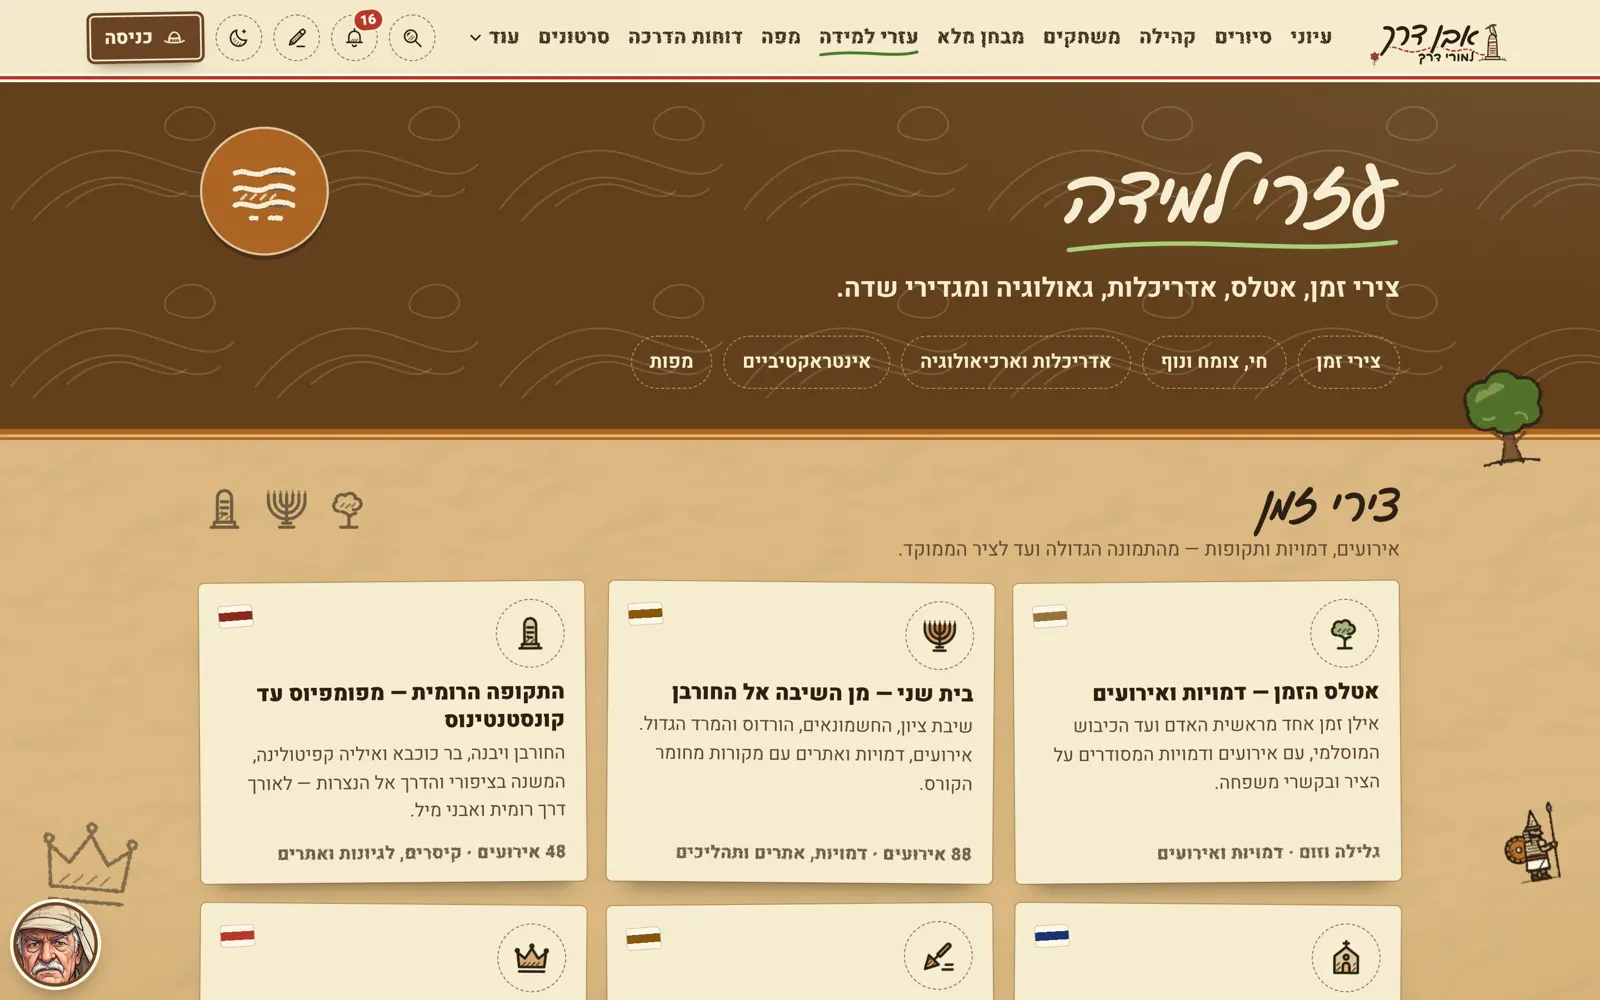 אבן דרך
למורי דרך
עיוני
סיורים
קהילה
משחקים
מבחן מלא
עזרי למידה
מפה
דוחות הדרכה
סרטונים
עוד
16
כניסה
עזרי למידה
צירי זמן, אטלס, אדריכלות, גאולוגיה ומגדירי שדה.
צירי זמן
חי, צומח ונוף
אדריכלות וארכיאולוגיה
אינטראקטיביים
מפות
צירי זמן
אירועים, דמויות ותקופות – מהתמונה הגדולה ועד לציר הממוקד.
אטלס הזמן – דמויות ואירועים
אילן זמן אחד מראשית האדם ועד הכיבוש
המוסלמי, עם אירועים ודמויות המסודרים על
הציר ובקשרי משפחה.
גלילה וזום · דמויות ואירועים
בית שני – מן השיבה אל החורבן
שיבת ציון, החשמונאים, הורדוס והמרד הגדול.
אירועים, דמויות ואתרים עם מקורות מחומר
הקורס.
88 אירועים · דמויות, אתרים ותהליכים
התקופה הרומית – מפומפיוס עד
קונסטנטינוס
החורבן ויבנה, בר כוכבא ואיליה קפיטולינה,
המשנה בציפורי והדרך אל הנצרות – לאורך
דרך רומית ואבני מיל.
48 אירועים · קיסרים, לגיונות ואתרים